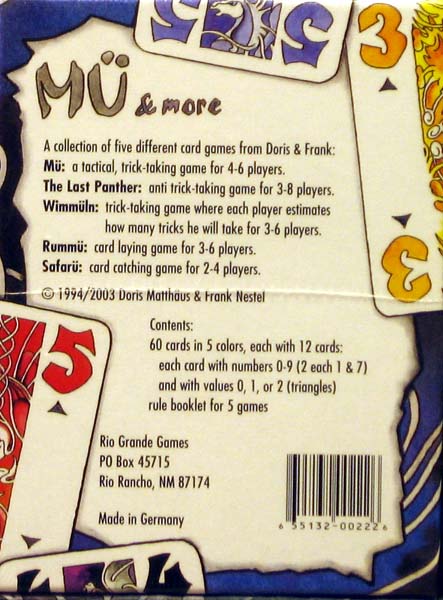 5
3
MÜ & more
A collection of five different card games from Doris & Frank:
Mü: a tactical, trick-taking game for 4-6 players.
The Last Panther: anti trick-taking game for 3-8 players.
Wimmüln: trick-taking game where each player estimates
how many tricks he will take for 3-6 players.
Rummü: card laying game for 3-6 players.
Safarü: card catching game for 2-4 players.
3
© 1994/2003 Doris Matthäus & Frank Nestel
5
Contents:
60 cards in 5 colors, each with 12 cards:
each card with numbers 0-9 (2 each 1 & 7)
and with values 0, 1, or 2 (triangles)
rule booklet for 5 games
Rio Grande Games
PO Box 45715
Rio Rancho, NM 87174
Made in Germany
6 55132-00222 6